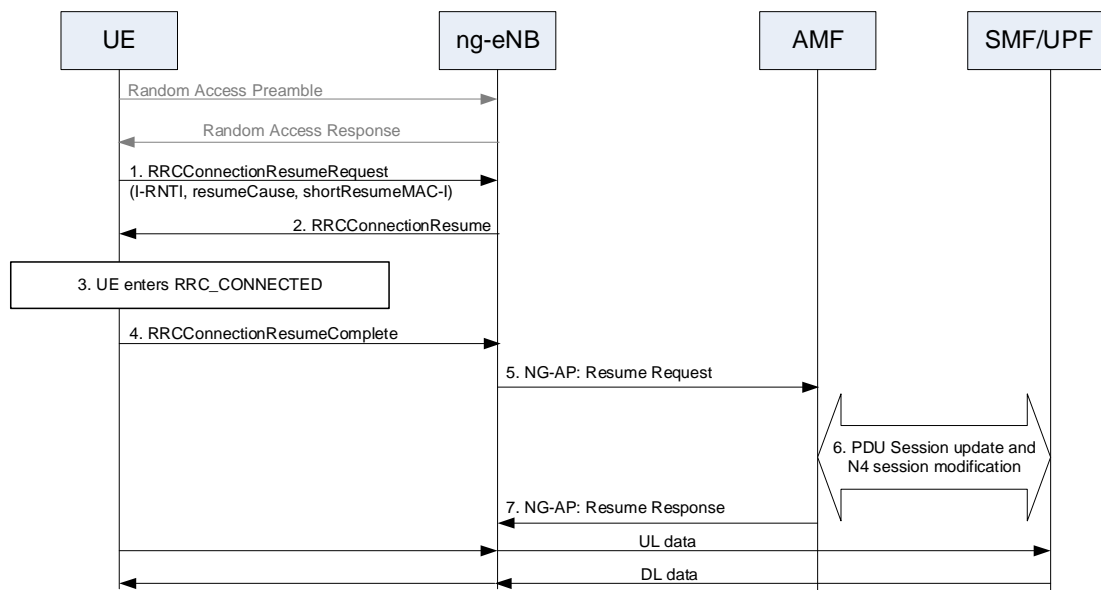 UE
ng-eNB
AMF
SMF/UPF
Random Access Preamble
Random Access Response
1. RRCConnectionResumeRequest
(I-RNTI, resumeCause, shortResumeMAC-I)
2. RRCConnectionResume
3. UE enters RRC_CONNECTED
4. RRCConnectionResumeComplete
5. NG-AP: Resume Request
6. PDU Session update and
N4 session modification
7. NG-AP: Resume Response
UL data
DL data